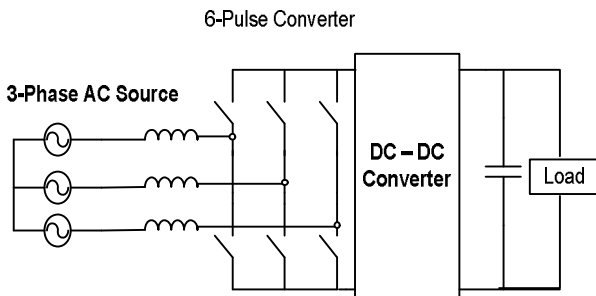 6-Pulse Converter
3-Phase AC Source
DC – DC
Converter
Load